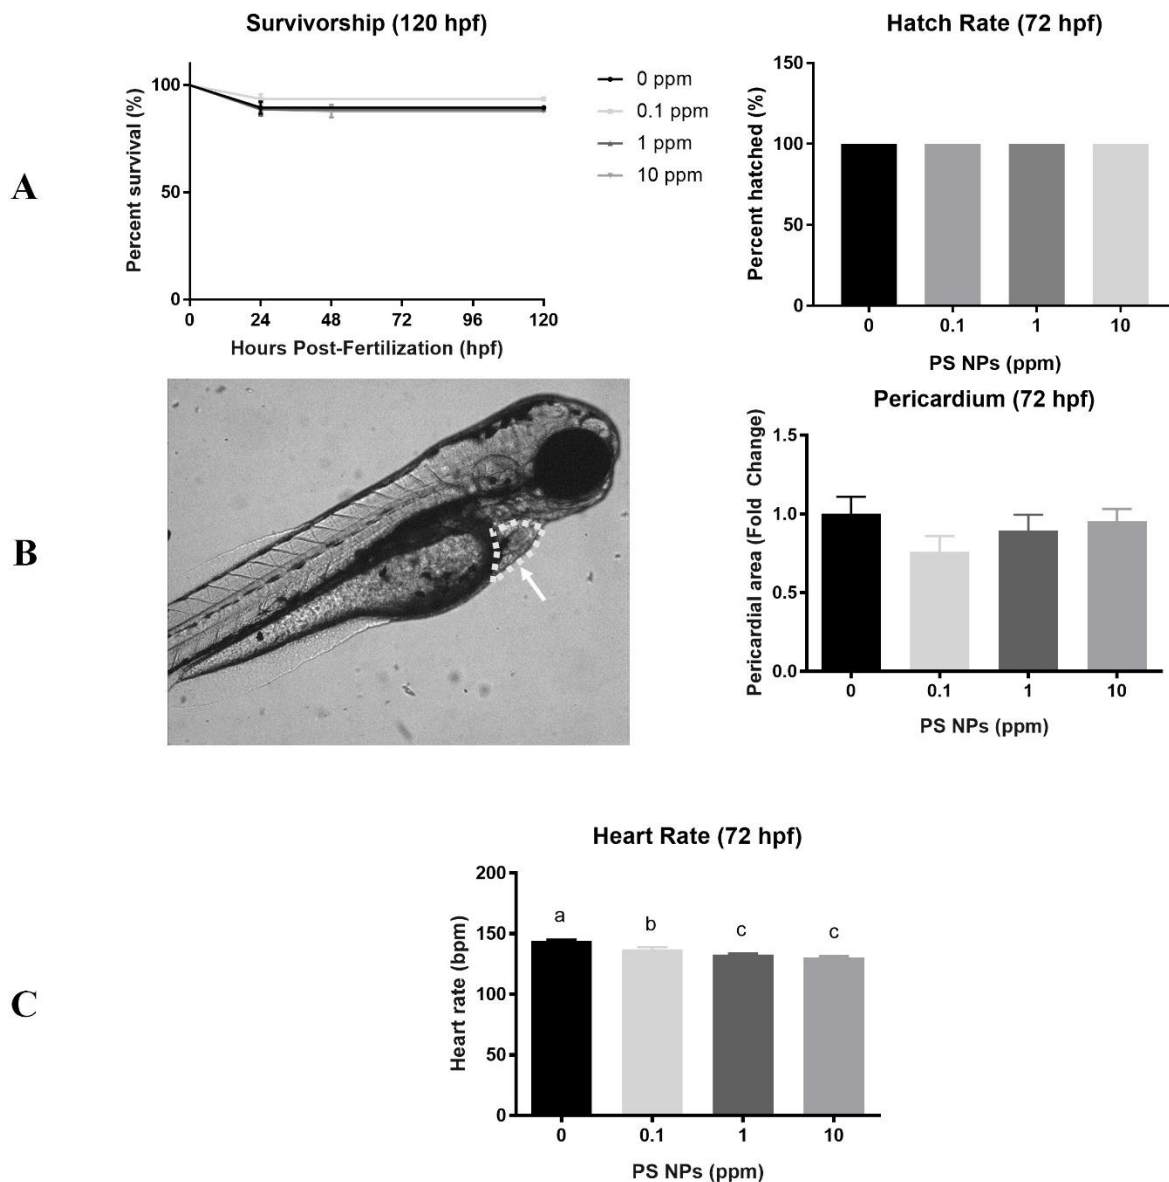 Survivorship (120 hpf)
Hatch Rate (72 hpf)
A
Percent survival (%)
100
50
0
0 24 48 72 96 120
Hours Post-Fertilization (hpf)
0 ppm
0.1 ppm
1 ppm
10 ppm
Percent hatched (%)
150
100
50
0
0 0.1 1 10
PS NPs (ppm)
B
Pericardium (72 hpf)
Pericardial area (Fold Change)
1.5
1.0
0.5
0.0
0 0.1 1 10
PS NPs (ppm)
C
Heart Rate (72 hpf)
Heart rate (bpm)
200
150
100
50
0
a b c c
0 0.1 1 10
PS NPs (ppm)